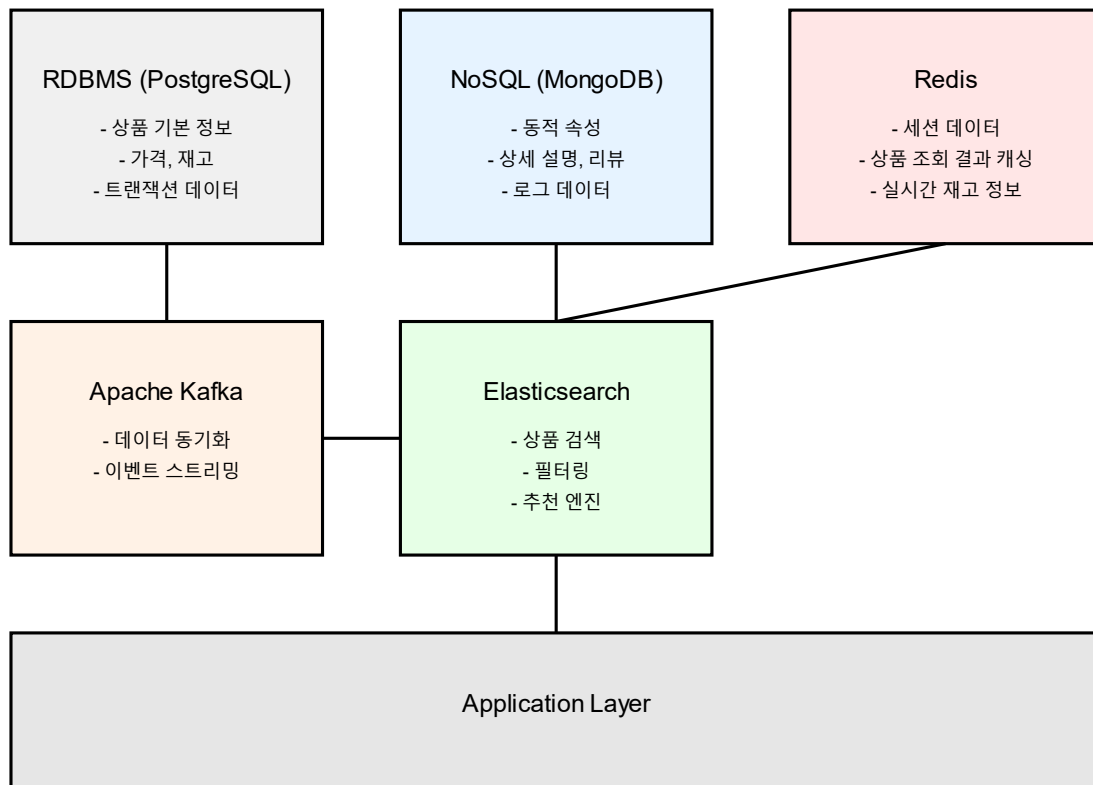 RDBMS (PostgreSQL)
- 상품 기본 정보
- 가격, 재고
- 트랜잭션 데이터
NoSQL (MongoDB)
- 동적 속성
- 상세 설명, 리뷰
- 로그 데이터
Redis
- 세션 데이터
- 상품 조회 결과 캐싱
- 실시간 재고 정보
Apache Kafka
- 데이터 동기화
- 이벤트 스트리밍
Elasticsearch
- 상품 검색
- 필터링
- 추천 엔진
Application Layer